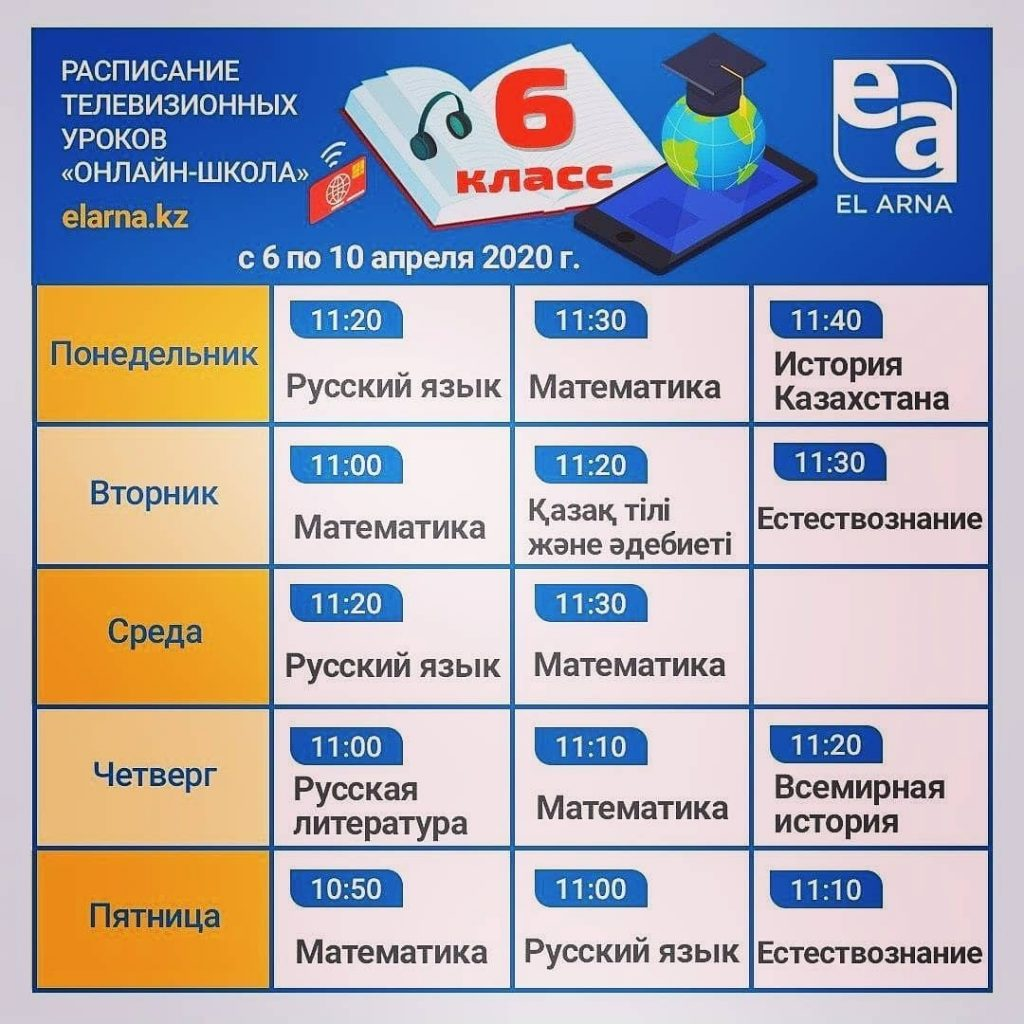 РАСПИСАНИЕ
ТЕЛЕВИЗИОННЫХ
УРОКОВ
«ОНЛАЙН-ШКОЛА»
elarna.kz
6
класс
ea
EL ARNA
с 6 по 10 апреля 2020 г.
Понедельник
11:20
Русский язык
11:30
Математика
11:40
История
Казахстана
Вторник
11:00
Математика
11:20
Қазақ тілі
және әдебиеті
11:30
Естествознание
Среда
11:20
Русский язык
11:30
Математика
Четверг
11:00
Русская
литература
11:10
Математика
11:20
Всемирная
история
Пятница
10:50
Математика
11:00
Русский язык
11:10
Естествознание